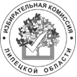 ИЗБИРАТЕЛЬНАЯ КОМИССИЯ
ЛИПЕЦКОЙ ОБЛАСТИ